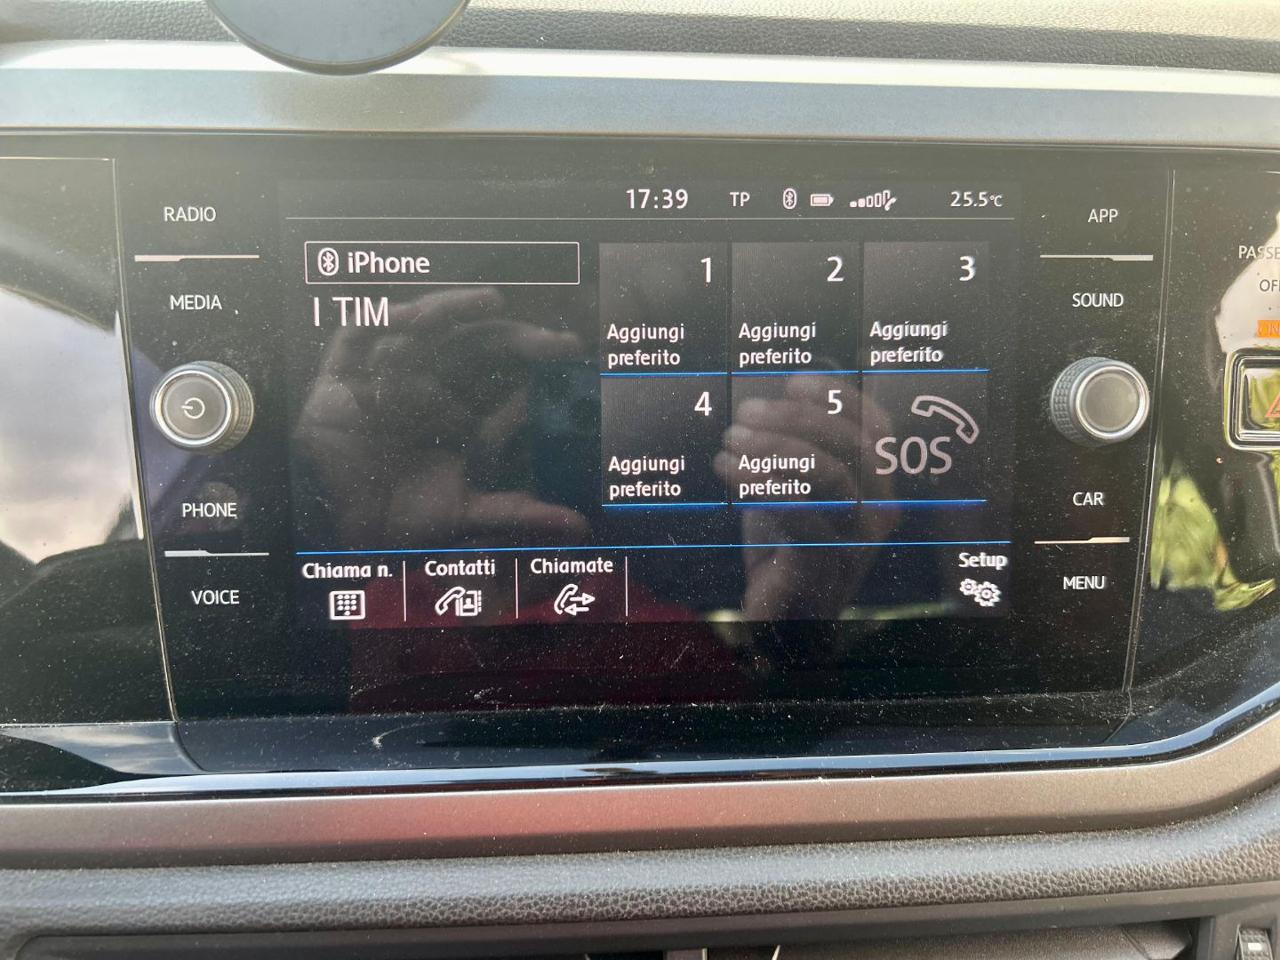 17:39 TP 25.5°C
RADIO
MEDIA
PHONE
VOICE
iPhone
I TIM
1
Aggiungi
preferito
2
Aggiungi
preferito
3
Aggiungi
preferito
4
Aggiungi
preferito
5
Aggiungi
preferito
SOS
Chiama n.
Contatti
Chiamate
Setup
APP
SOUND
CAR
MENU